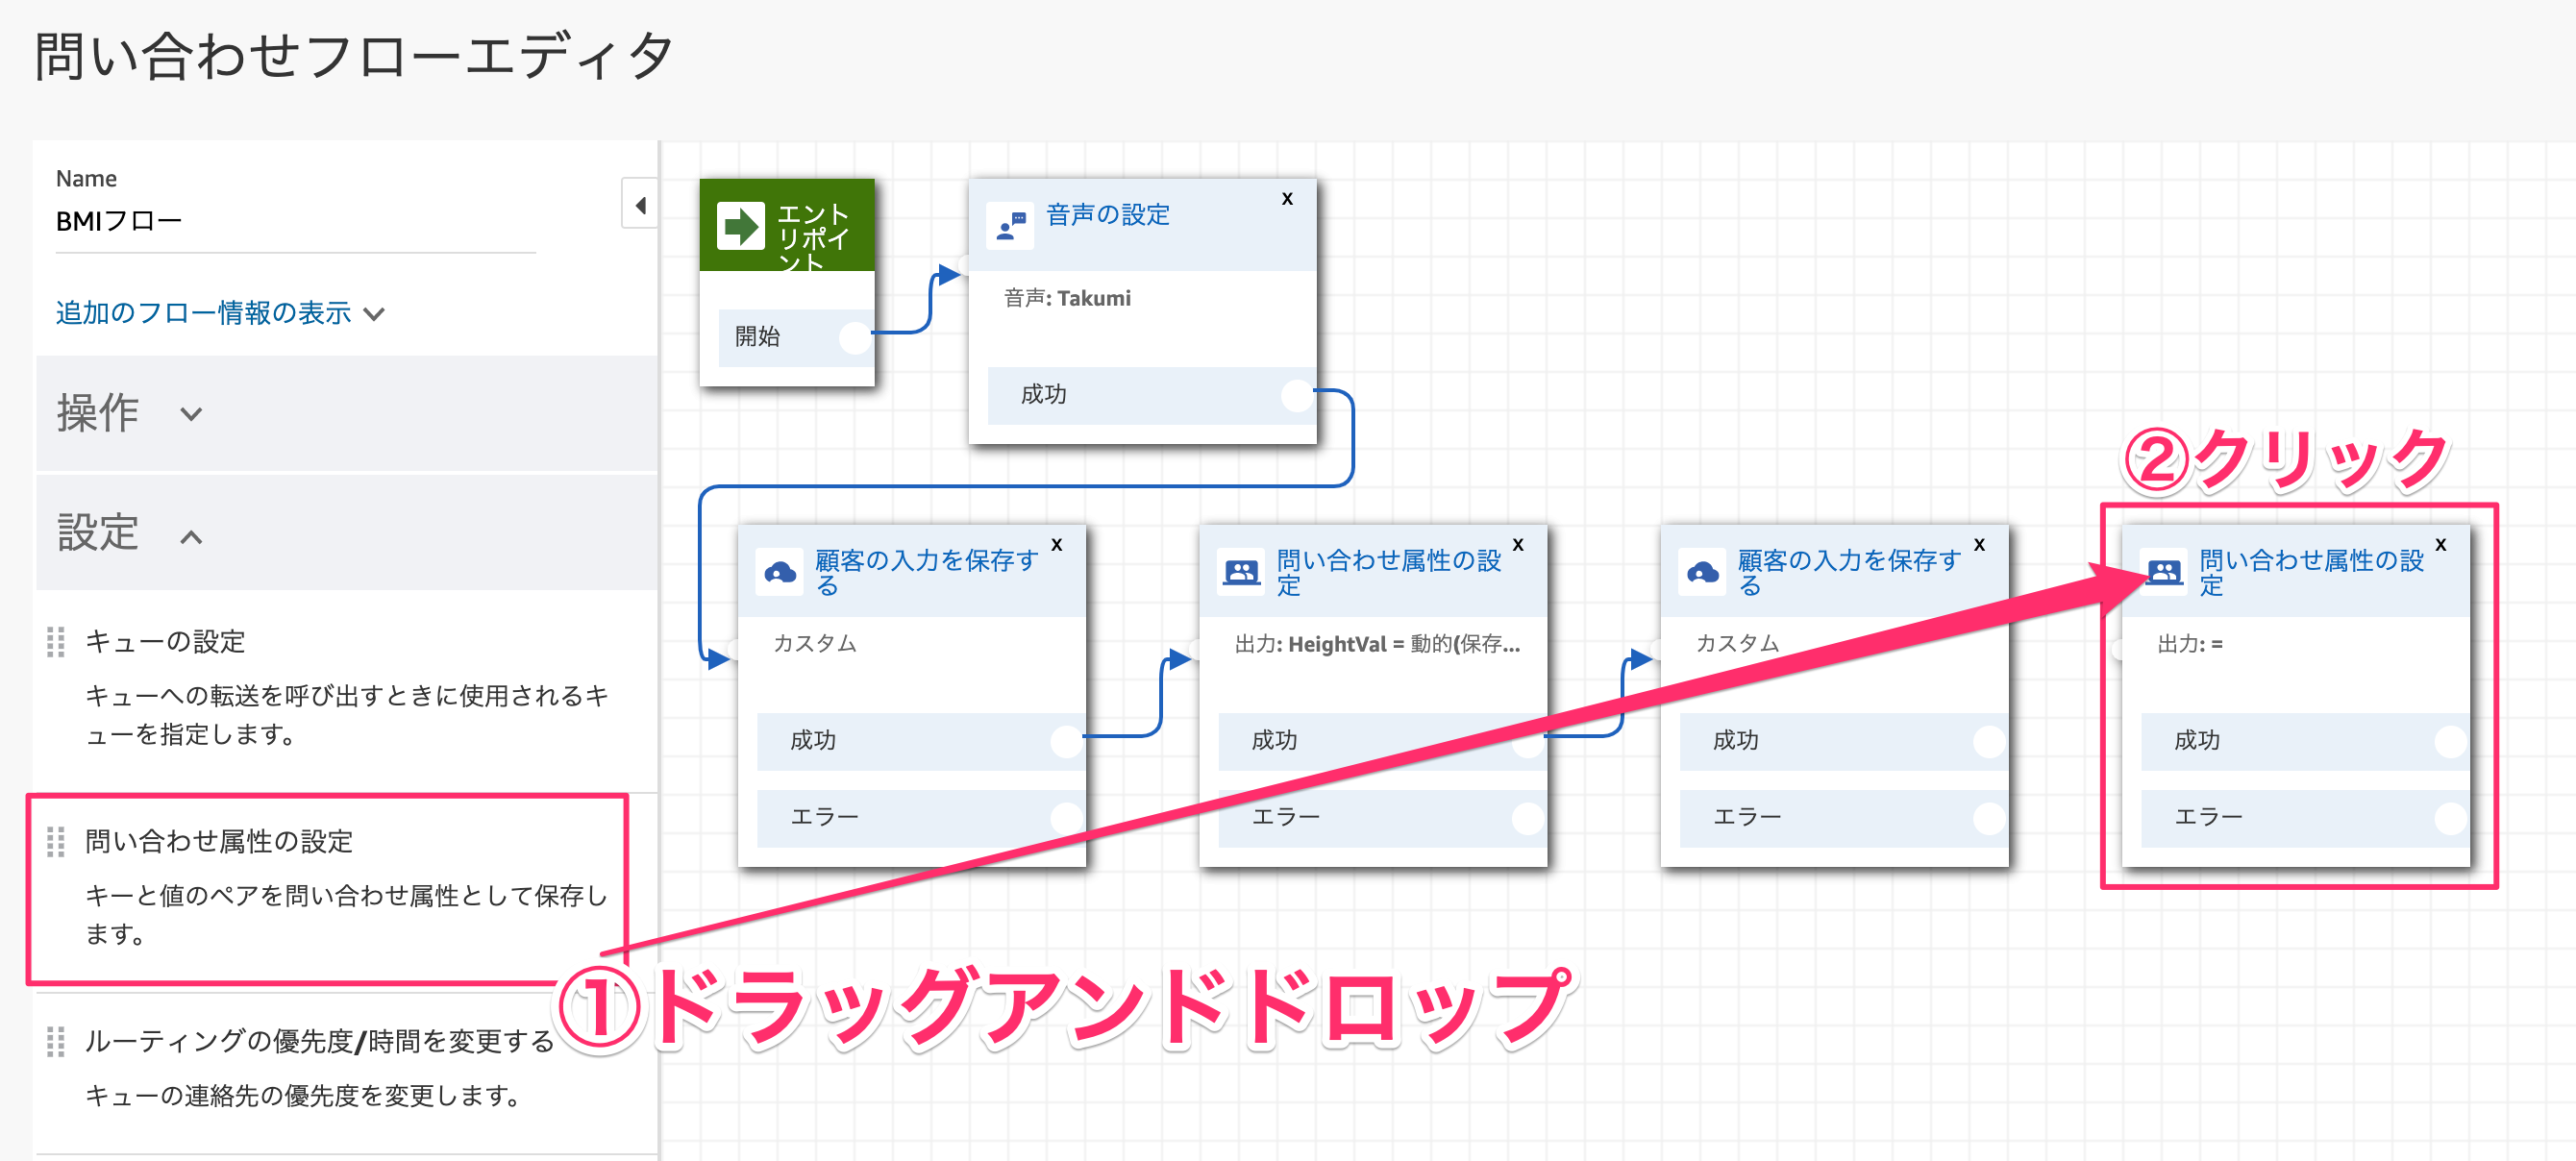 問い合わせフローエディタ
Name
BMIフロー
追加のフロー情報の表示
操作
設定
キューの設定
キューへの転送を呼び出すときに使用されるキ
ューを指定します。
問い合わせ属性の設定
キーと値のペアを問い合わせ属性として保存し
ます。
ルーティングの優先度/時間を変更する
キューの連絡先の優先度を変更します。
エント
リポイ
ント
開始
音声の設定
x
音声: Takumi
成功
顧客の入力を保存す
る
x
カスタム
成功
エラー
問い合わせ属性の設
定
x
出力: HeightVal = 動的(保存...
成功
エラー
顧客の入力を保存す
る
x
カスタム
成功
エラー
②クリック
問い合わせ属性の設
定
x
出力: =
成功
エラー
①ドラッグアンドドロップ